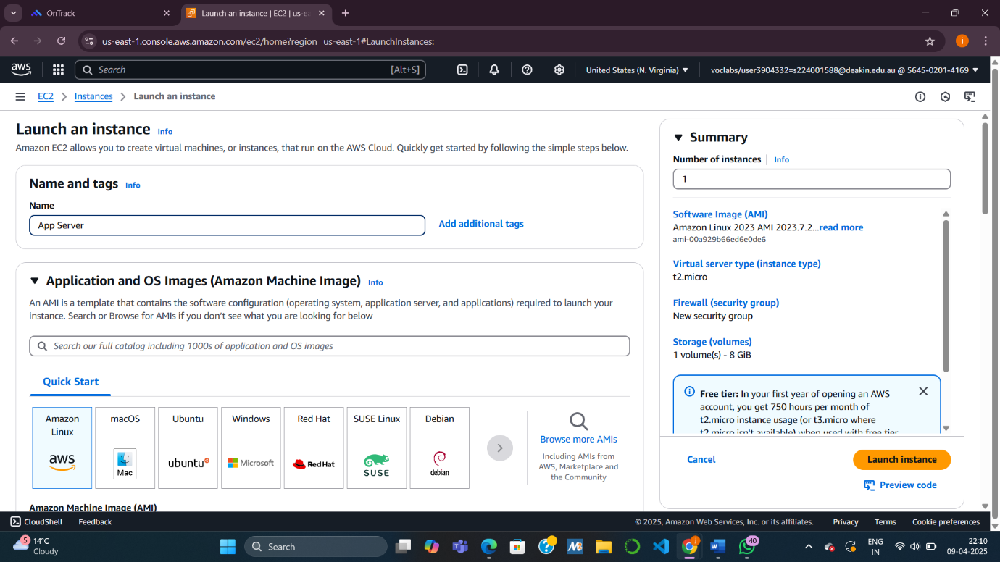 OnTrack
Launch an instance | EC2 | us-ea
us-east-1.console.aws.amazon.com/ec2/home?region=us-east-1#LaunchInstances:
j
aws
Search
[Alt+S]
United States (N. Virginia)
voclabs/user3904332=s224001588@deakin.edu.au @ 5645-0201-4169
EC2
Instances
Launch an instance
Launch an instance Info
Amazon EC2 allows you to create virtual machines, or instances, that run on the AWS Cloud. Quickly get started by following the simple steps below.
Name and tags Info
Name
App Server
Add additional tags
Application and OS Images (Amazon Machine Image) Info
An AMI is a template that contains the software configuration (operating system, application server, and applications) required to launch your
instance. Search or Browse for AMIs if you don't see what you are looking for below
Search our full catalog including 1000s of application and OS images
Quick Start
Amazon
Linux
aws
macOS
Mac
Ubuntu
ubuntu
Windows
Microsoft
Red Hat
Red Hat
SUSE Linux
SUSE
Debian
debian
Browse more AMIs
Including AMIs from
AWS, Marketplace and
the Community
Amazon Machine Image (AMI)
Summary
Number of instances Info
1
Software Image (AMI)
Amazon Linux 2023 AMI 2023.7.2...read more
ami-00a929b66ed6e0de6
Virtual server type (instance type)
t2.micro
Firewall (security group)
New security group
Storage (volumes)
1 volume(s) - 8 GiB
Free tier: In your first year of opening an AWS
account, you get 750 hours per month of
t2.micro instance usage (or t3.micro where
t2.micro isn't available) when used with free tier
Cancel
Launch instance
Preview code
CloudShell
Feedback
© 2025, Amazon Web Services, Inc. or its affiliates.
Privacy
Terms
Cookie preferences
5
14°C
Cloudy
Search
40
ENG
IN
22:10
09-04-2025